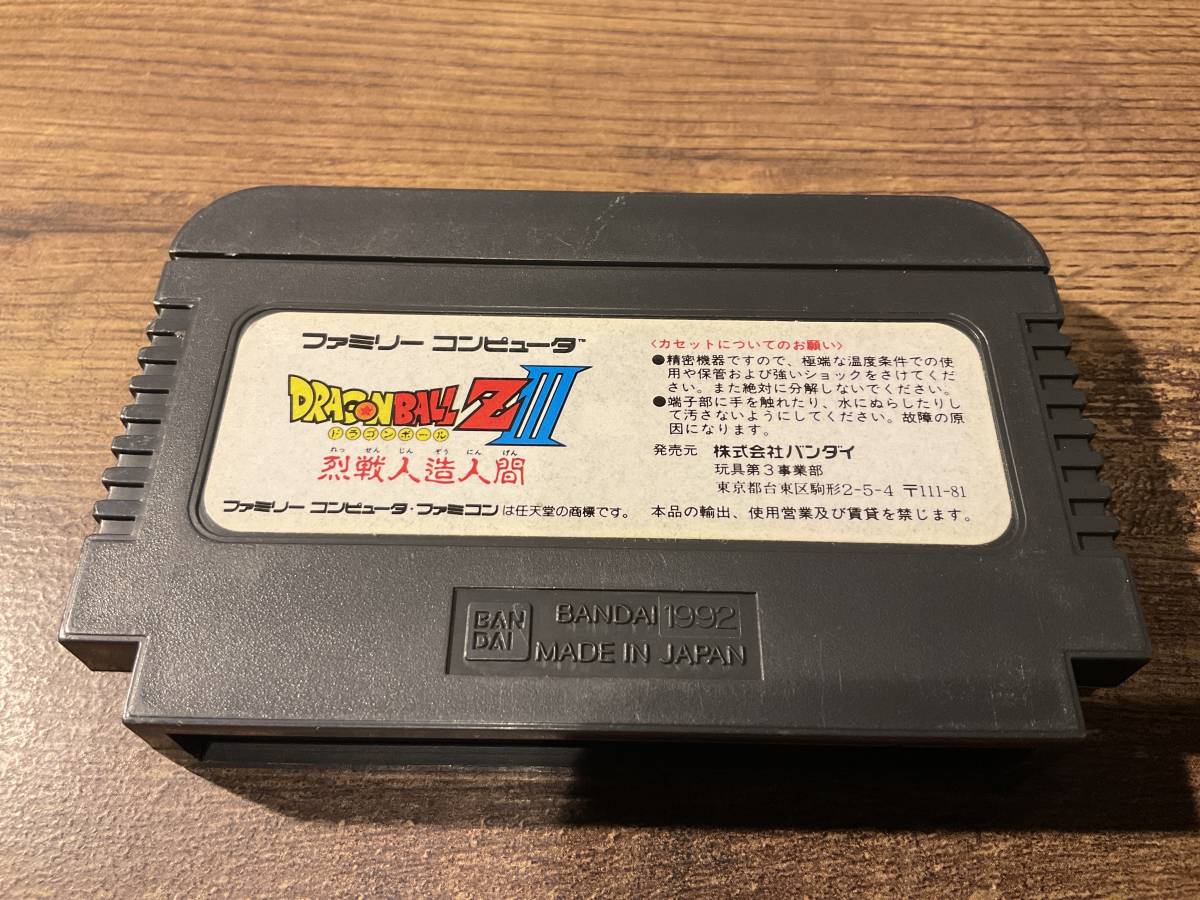 ファミリー コンピュータ™
DRAGON BALL Z III
ドラゴンボール
れっ せん じん ぞう にん げん
烈戦人造人間
ファミリー コンピュータ・ファミコンは任天堂の商標です。
〈カセットについてのお願い〉
●精密機器ですので、極端な温度条件での使
用や保管および強いショックをさけてくだ
さい。また絶対に分解しないでください。
●端子部に手を触れたり、水にぬらしたりし
て汚さないようにしてください。故障の原
因になります。
発売元 株式会社バンダイ
玩具第3事業部
東京都台東区駒形2-5-4 〒111-81
本品の輸出、使用営業及び賃貸を禁じます。
BAN
DAI
BANDAI 1992
MADE IN JAPAN